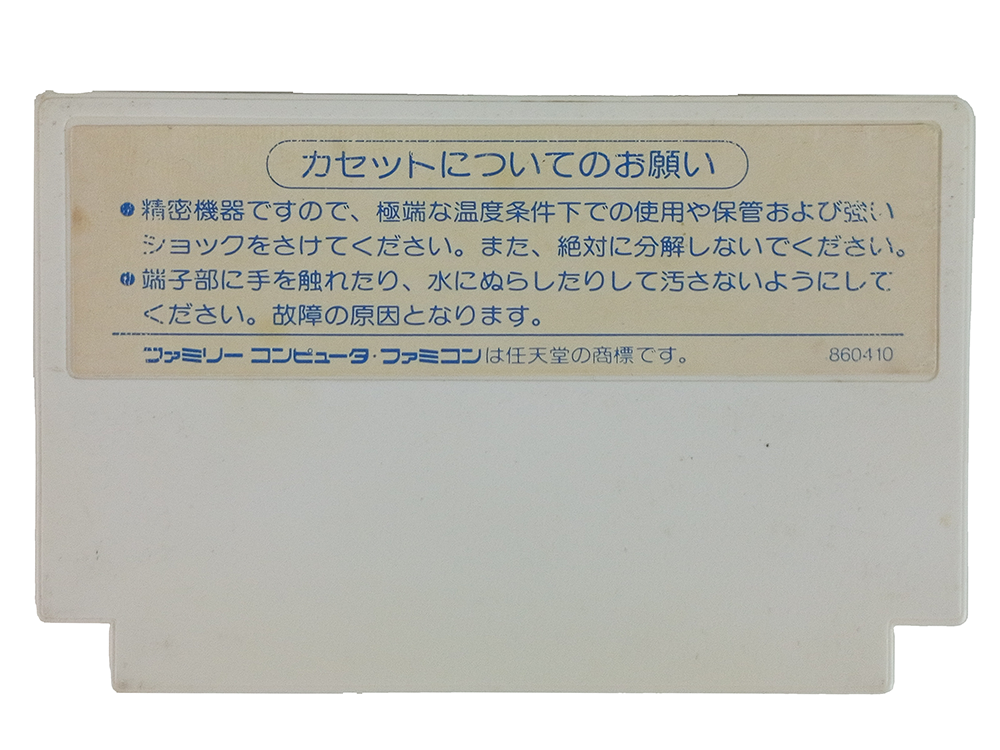 カセットについてのお願い
●精密機器ですので、極端な温度条件下での使用や保管および強い
ショックをさけてください。また、絶対に分解しないでください。
●端子部に手を触れたり、水にぬらしたりして汚さないようにして
ください。故障の原因となります。
ファミリーコンピュータ・ファミコンは任天堂の商標です。 860410